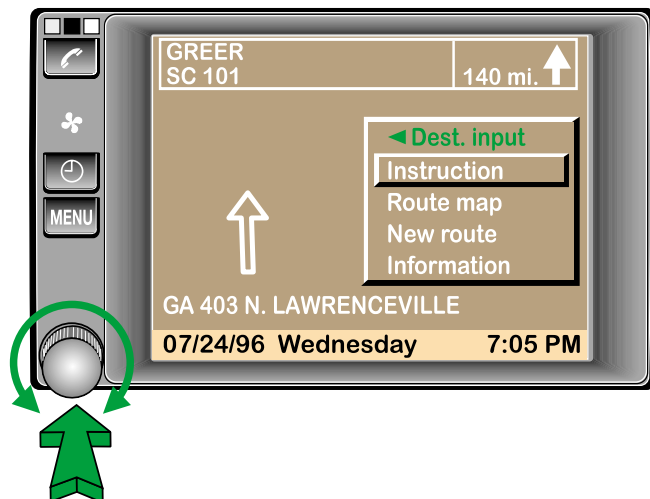 GREER
SC 101
140 mi.
◄ Dest. input
Instruction
Route map
New route
Information
MENU
GA 403 N. LAWRENCEVILLE
07/24/96 Wednesday 7:05 PM